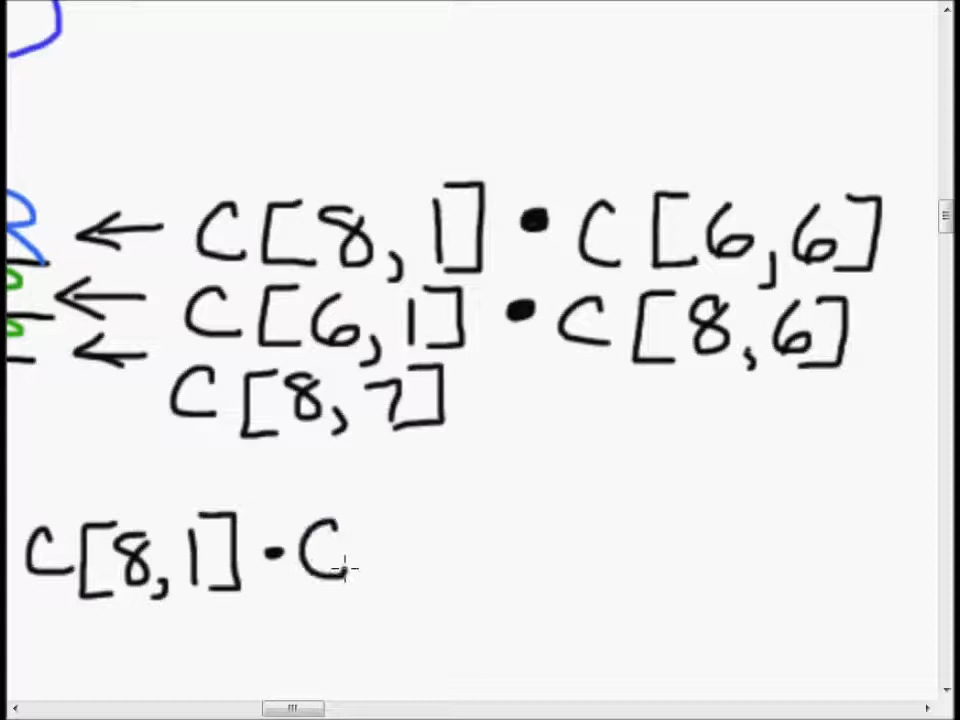 R ← C[8,1] • C[6,6]
← C[6,1] • C[8,6]
← C[8,7]
C[8,1] • C